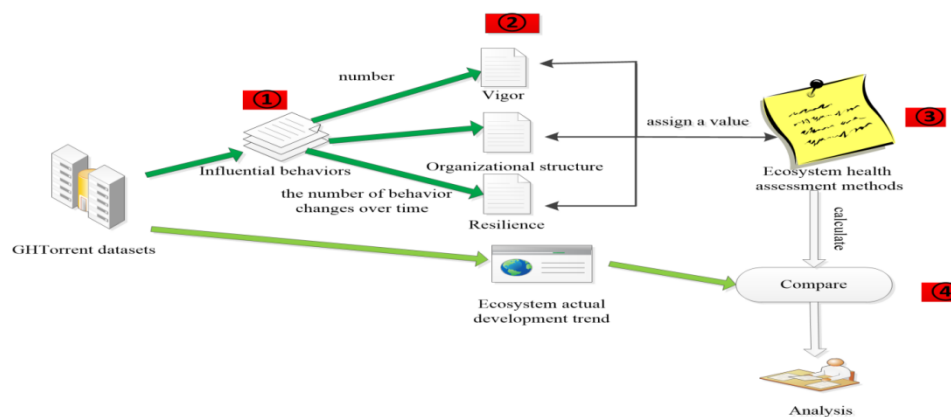 ②
number
①
Vigor
③
assign a value
Organizational structure
Influential behaviors
Ecosystem health
assessment methods
the number of behavior
changes over time
Resilience
GHTorrent datasets
calculate
Compare
④
Ecosystem actual
development trend
Analysis